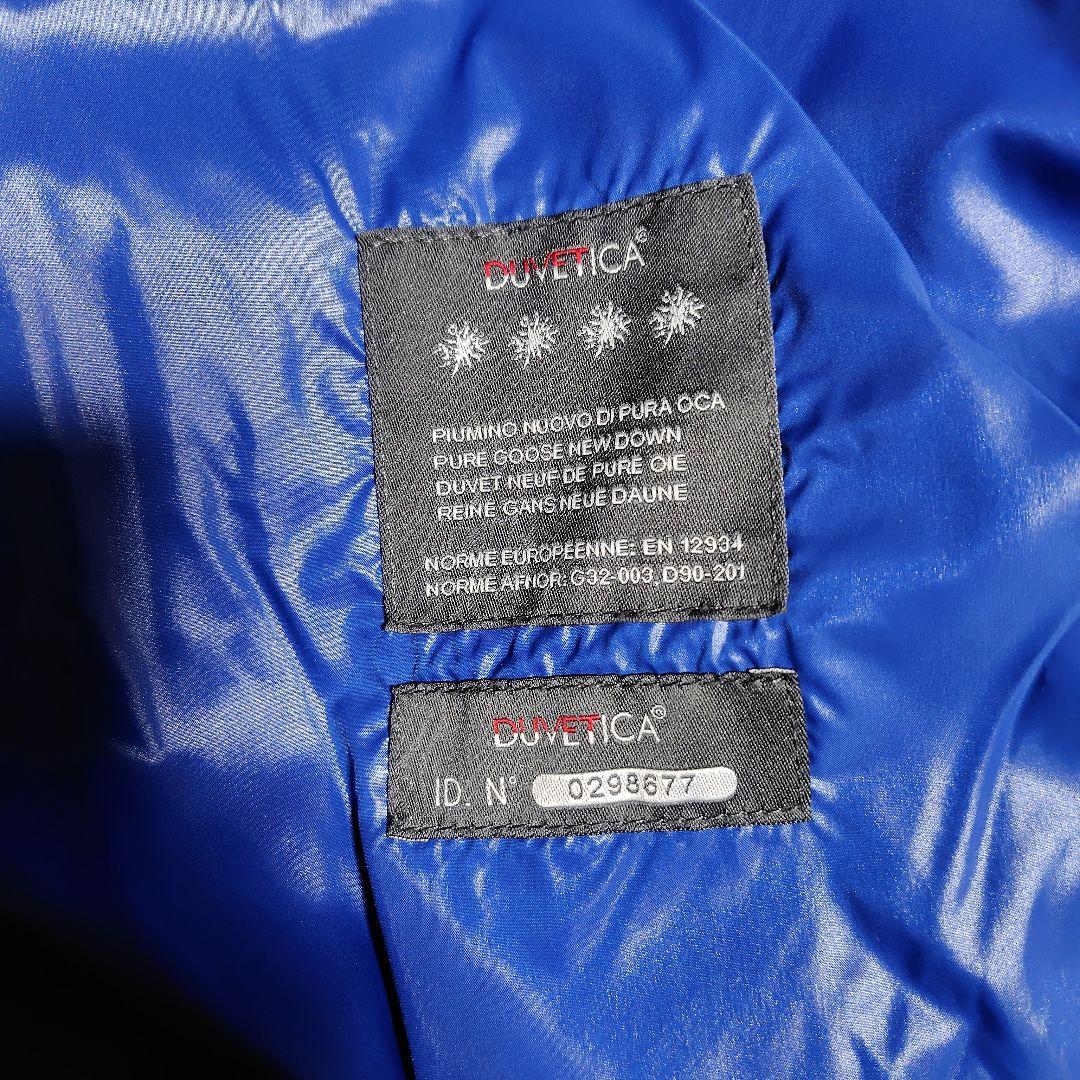 DUVETICA®
PIUMINO NUOVO DI PURA OCA
PURE GOOSE NEW DOWN
DUVET NEUF DE PURE OIE
REINE GANS NEUE DAUNE
NORME EUROPEENNE: EN 12934
NORME AFNOR: G32-003, D90-201
DUVETICA®
ID. N° 0298677